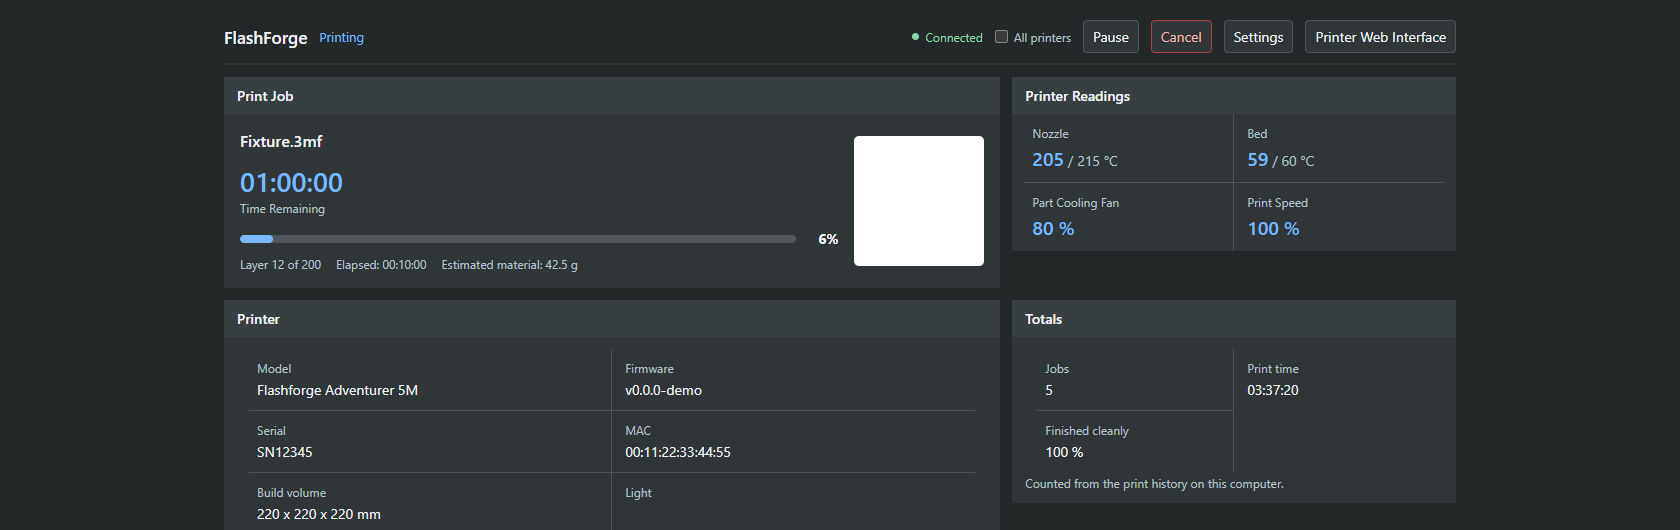 FlashForge Printing
Connected All printers Pause Cancel Settings Printer Web Interface
Print Job
Fixture.3mf
01:00:00
Time Remaining
6%
Layer 12 of 200 Elapsed: 00:10:00 Estimated material: 42.5 g
Printer Readings
Nozzle
205 / 215 °C
Bed
59 / 60 °C
Part Cooling Fan
80 %
Print Speed
100 %
Printer
Model
Flashforge Adventurer 5M
Firmware
v0.0.0-demo
Serial
SN12345
MAC
00:11:22:33:44:55
Build volume
220 x 220 x 220 mm
Light
Totals
Jobs
5
Print time
03:37:20
Finished cleanly
100 %
Counted from the print history on this computer.